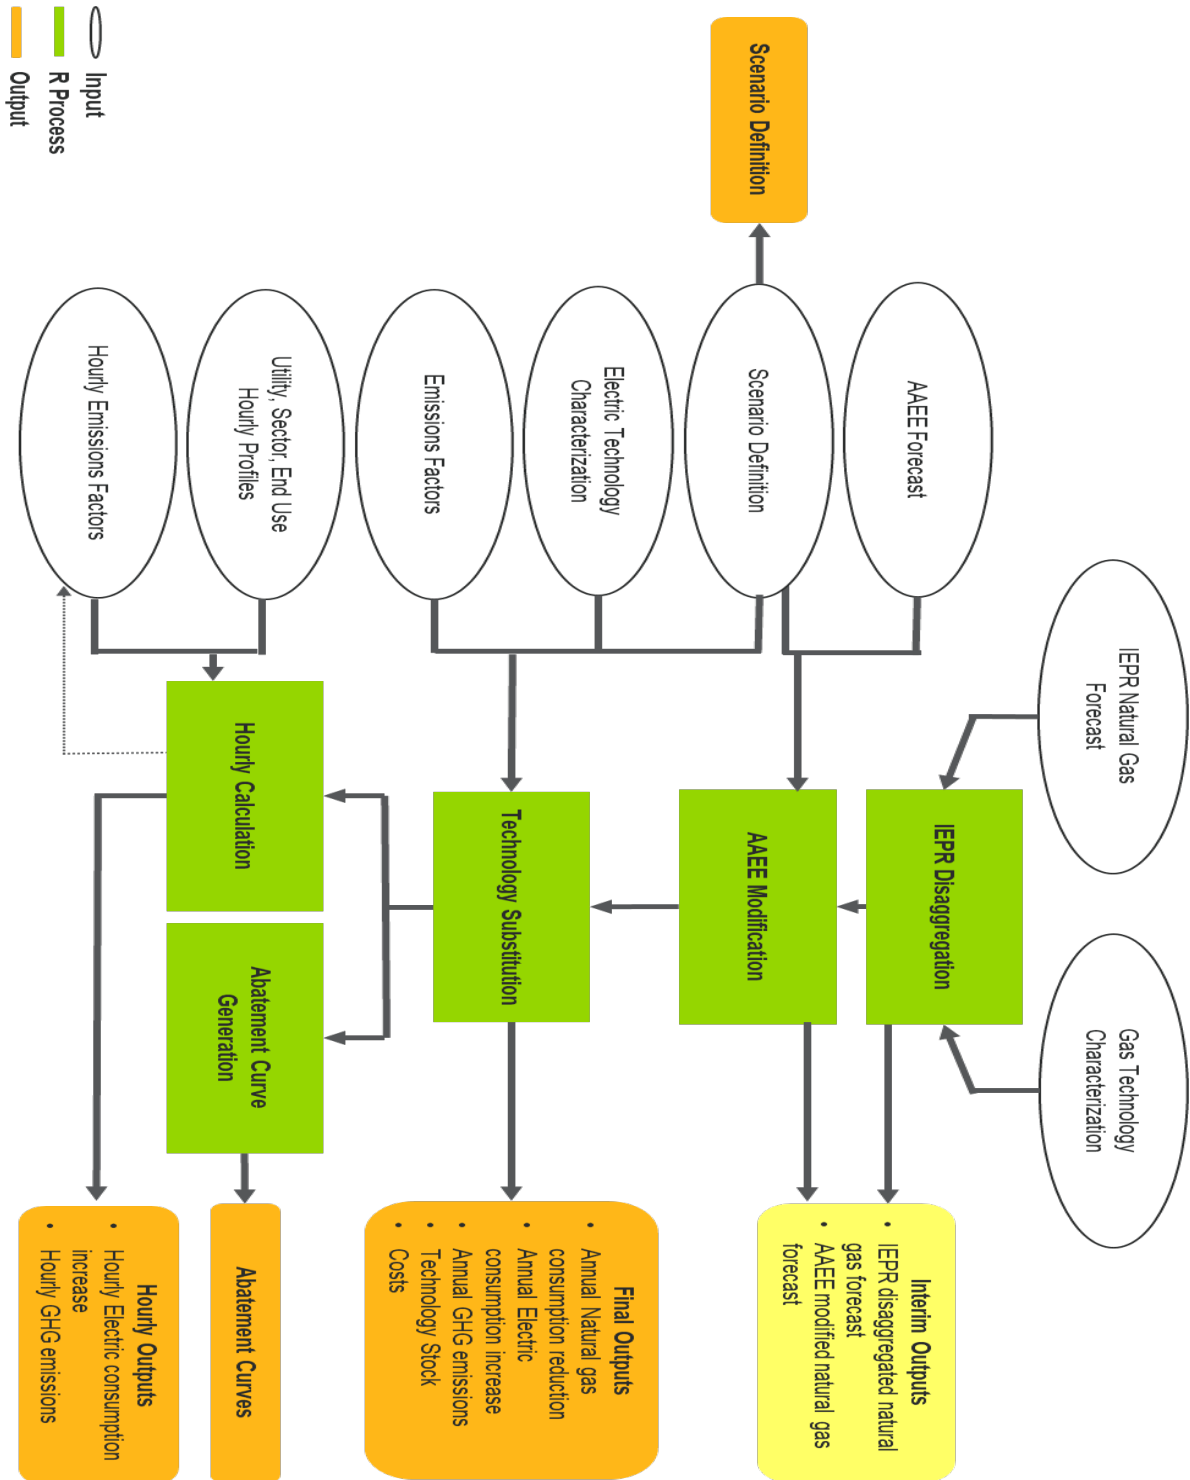 IEPR Natural Gas
Forecast
Gas Technology
Characterization
AAEE Forecast
IEPR Disaggregation
Interim Outputs
• IEPR disaggregated natural
gas forecast
• AAEE modified natural gas
forecast
Scenario Definition
Scenario Definition
AAEE Modification
Electric Technology
Characterization
Emissions Factors
Technology Substitution
Final Outputs
• Annual Natural gas
consumption reduction
• Annual Electric
consumption increase
• Annual GHG emissions
• Technology Stock
• Costs
Utility, Sector, End Use
Hourly Profiles
Hourly Emissions Factors
Hourly Calculation
Abatement Curve
Generation
Abatement Curves
Hourly Outputs
• Hourly Electric consumption
increase
• Hourly GHG emissions
Input
R Process
Output